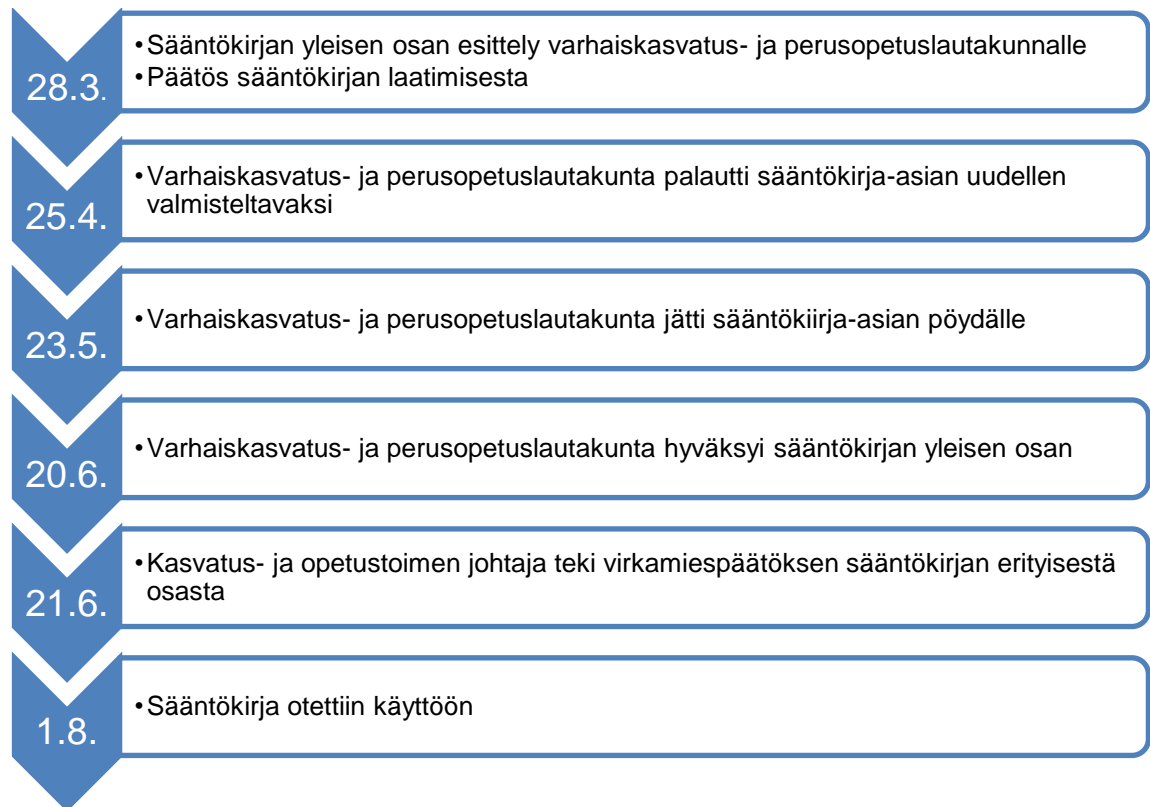 28.3.
•Sääntökirjan yleisen osan esittely varhaiskasvatus- ja perusopetuslautakunnalle
•Päätös sääntökirjan laatimisesta
25.4.
•Varhaiskasvatus- ja perusopetuslautakunta palautti sääntökirja-asian uudellen
valmisteltavaksi
23.5.
•Varhaiskasvatus- ja perusopetuslautakunta jätti sääntökiirja-asian pöydälle
20.6.
•Varhaiskasvatus- ja perusopetuslautakunta hyväksyi sääntökirjan yleisen osan
21.6.
•Kasvatus- ja opetustoimen johtaja teki virkamiespäätöksen sääntökirjan erityisestä
osasta
1.8.
•Sääntökirja otettiin käyttöön